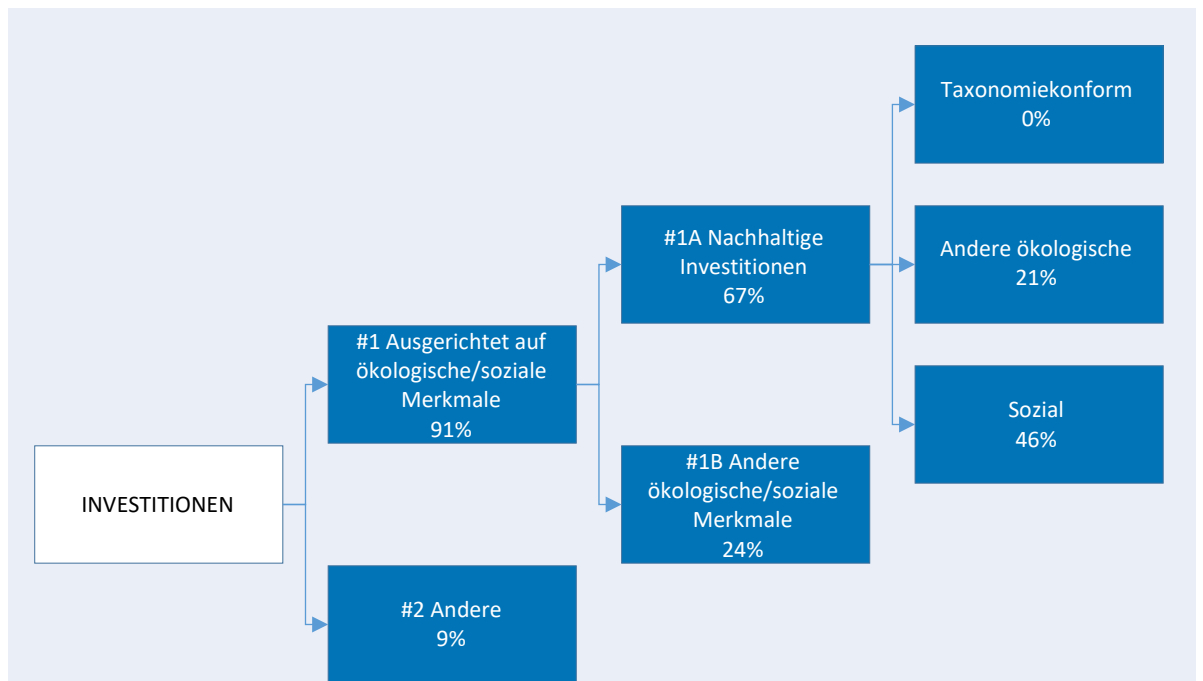 Taxonomiekonform
0%
#1A Nachhaltige
Investitionen
67%
Andere ökologische
21%
#1 Ausgerichtet auf
ökologische/soziale
Merkmale
91%
Sozial
46%
INVESTITIONEN
#1B Andere
ökologische/soziale
Merkmale
24%
#2 Andere
9%